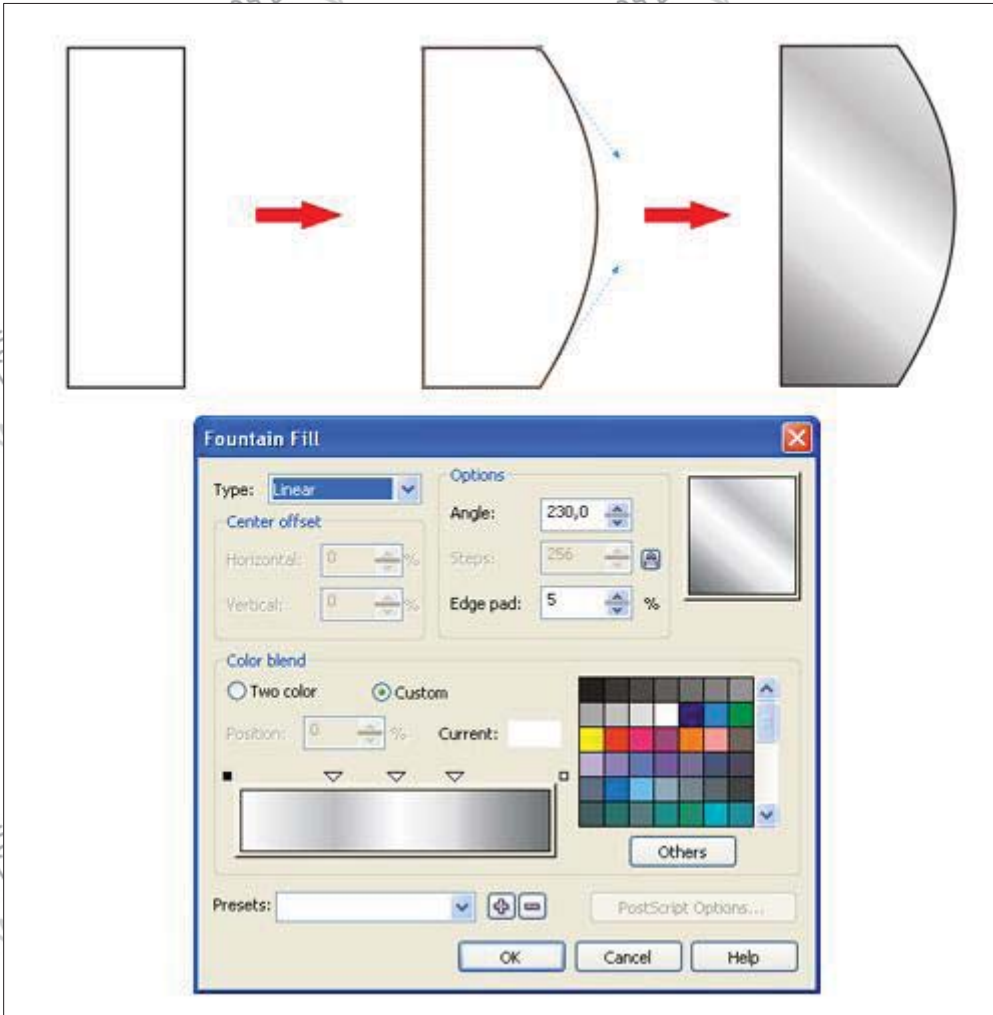 Fountain Fill
Type: Linear
Options
Angle: 230,0
Center offset
Horizontal: 0 %
Steps: 256
Vertical: 0 %
Edge pad: 5 %
Color blend
Two color Custom
Position: 0 % Current:
Others
Presets:
PostScript Options...
OK Cancel Help